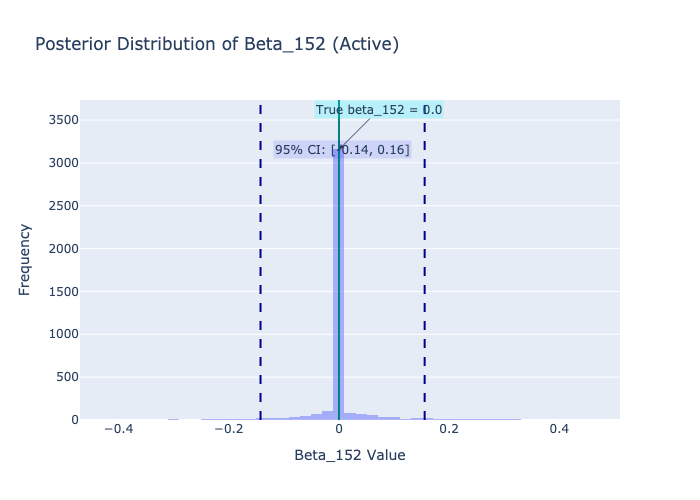 Posterior Distribution of Beta_152 (Active)
True beta_152 = 0.0
95% CI: [-0.14, 0.16]
3500
3000
2500
2000
1500
1000
500
0
Frequency
−0.4
−0.2
0
0.2
0.4
Beta_152 Value